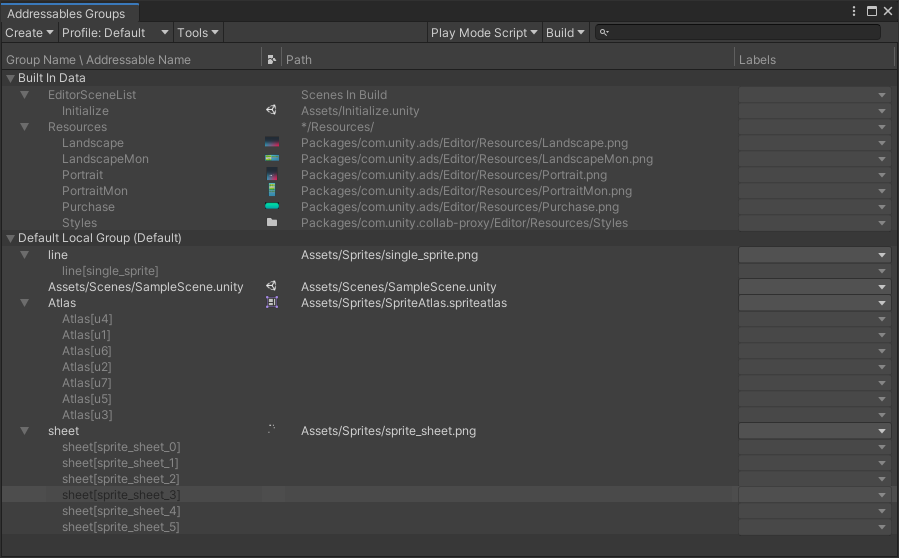 Addressables Groups
Create Profile: Default Tools Play Mode Script Build
Group Name \ Addressable Name Path Labels
Built In Data
EditorSceneList Scenes In Build
Initialize Assets/Initialize.unity
Resources */Resources/
Landscape Packages/com.unity.ads/Editor/Resources/Landscape.png
LandscapeMon Packages/com.unity.ads/Editor/Resources/LandscapeMon.png
Portrait Packages/com.unity.ads/Editor/Resources/Portrait.png
PortraitMon Packages/com.unity.ads/Editor/Resources/PortraitMon.png
Purchase Packages/com.unity.ads/Editor/Resources/Purchase.png
Styles Packages/com.unity.collab-proxy/Editor/Resources/Styles
Default Local Group (Default)
line Assets/Sprites/single_sprite.png
line[single_sprite]
Assets/Scenes/SampleScene.unity Assets/Scenes/SampleScene.unity
Atlas Assets/Sprites/SpriteAtlas.spriteatlas
Atlas[u4]
Atlas[u1]
Atlas[u6]
Atlas[u2]
Atlas[u7]
Atlas[u5]
Atlas[u3]
sheet Assets/Sprites/sprite_sheet.png
sheet[sprite_sheet_0]
sheet[sprite_sheet_1]
sheet[sprite_sheet_2]
sheet[sprite_sheet_3]
sheet[sprite_sheet_4]
sheet[sprite_sheet_5]